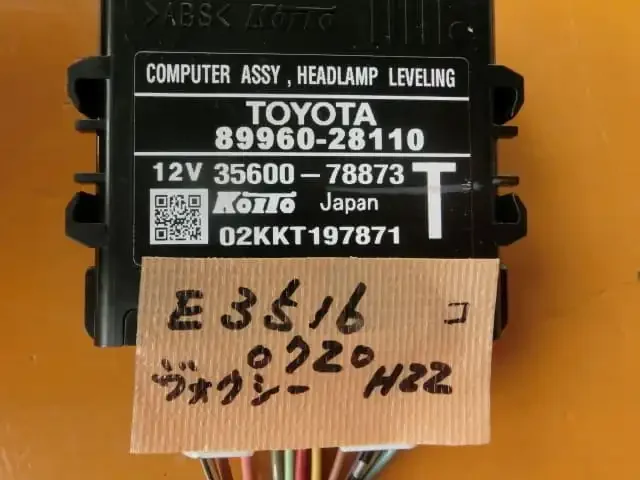 >ABS< KOITO
COMPUTER ASSY , HEADLAMP LEVELING
TOYOTA
89960-28110
12V 35600-78873 T
KOITO Japan
02KKT197871
E3516 コ
0720
ヴォクシー H22